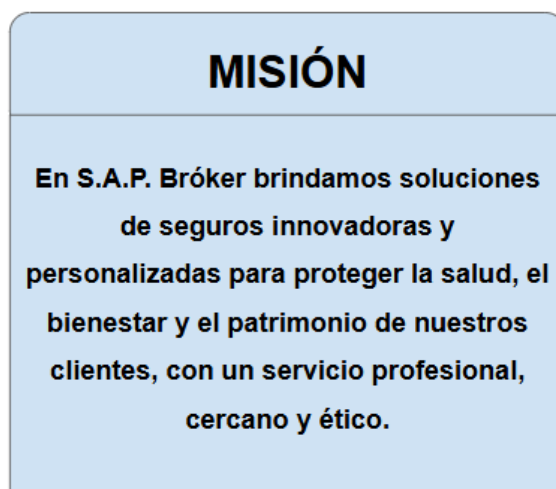 MISIÓN
En S.A.P. Bróker brindamos soluciones
de seguros innovadoras y
personalizadas para proteger la salud, el
bienestar y el patrimonio de nuestros
clientes, con un servicio profesional,
cercano y ético.